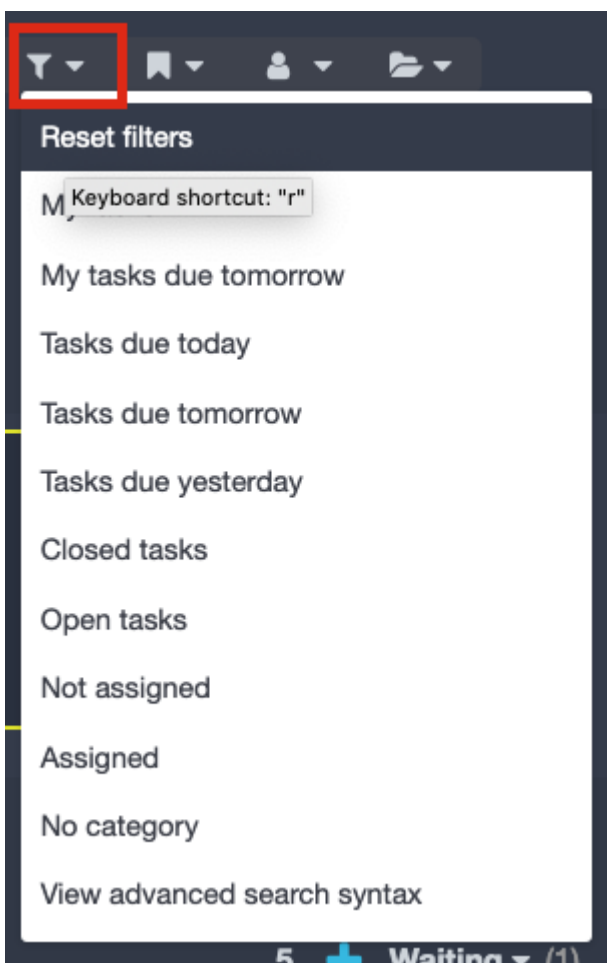 Reset filters
Keyboard shortcut: "r"
My
My tasks due tomorrow
Tasks due today
Tasks due tomorrow
Tasks due yesterday
Closed tasks
Open tasks
Not assigned
Assigned
No category
View advanced search syntax
5 Waiting (1)